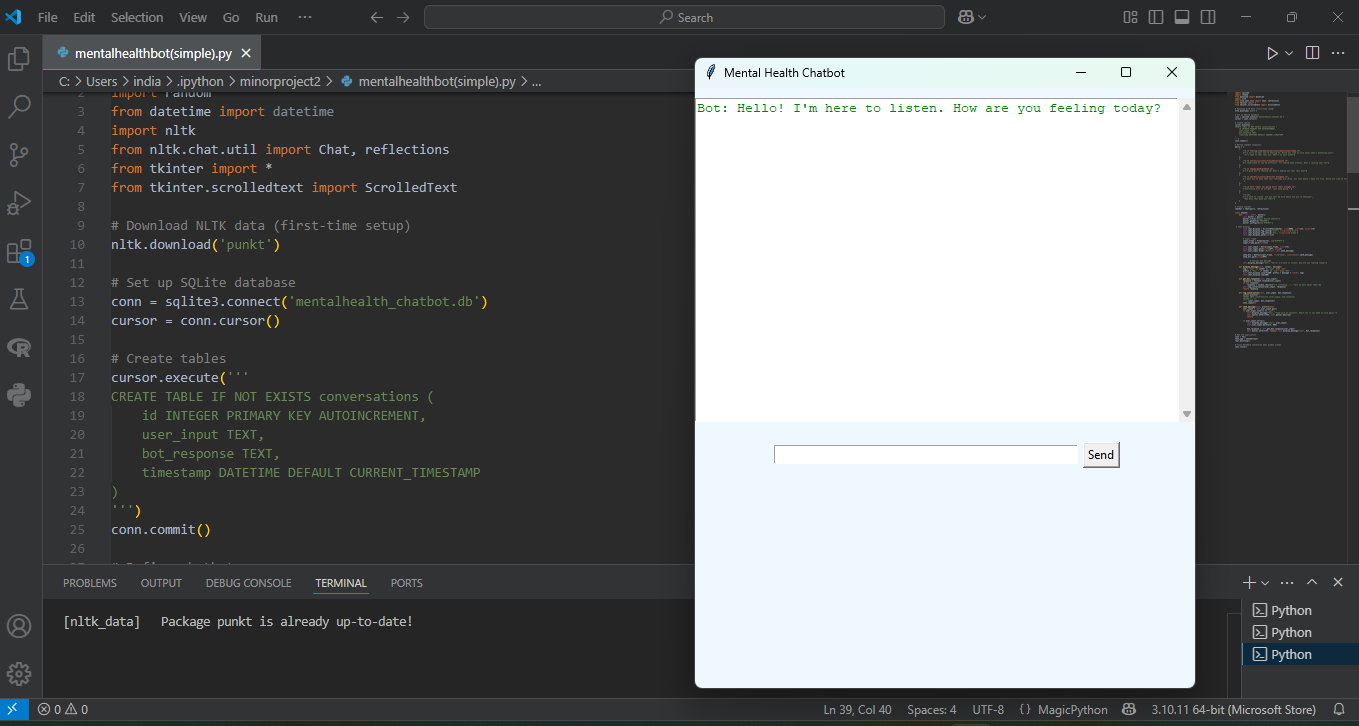 File Edit Selection View Go Run ··· Search
mentalhealthbot(simple).py
C: > Users > india > .ipython > minorproject2 > mentalhealthbot(simple).py > ...
2 import random
3 from datetime import datetime
4 import nltk
5 from nltk.chat.util import Chat, reflections
6 from tkinter import *
7 from tkinter.scrolledtext import ScrolledText
8
9 # Download NLTK data (first-time setup)
10 nltk.download('punkt')
11
12 # Set up SQLite database
13 conn = sqlite3.connect('mentalhealth_chatbot.db')
14 cursor = conn.cursor()
15
16 # Create tables
17 cursor.execute('''
18 CREATE TABLE IF NOT EXISTS conversations (
19 id INTEGER PRIMARY KEY AUTOINCREMENT,
20 user_input TEXT,
21 bot_response TEXT,
22 timestamp DATETIME DEFAULT CURRENT_TIMESTAMP
23 )
24 ''')
25 conn.commit()
26
Mental Health Chatbot
Bot: Hello! I'm here to listen. How are you feeling today?
Send
1
PROBLEMS OUTPUT DEBUG CONSOLE TERMINAL PORTS
[nltk_data] Package punkt is already up-to-date!
Python
Python
Python
0 0 Ln 39, Col 40 Spaces: 4 UTF-8 {} MagicPython 3.10.11 64-bit (Microsoft Store)